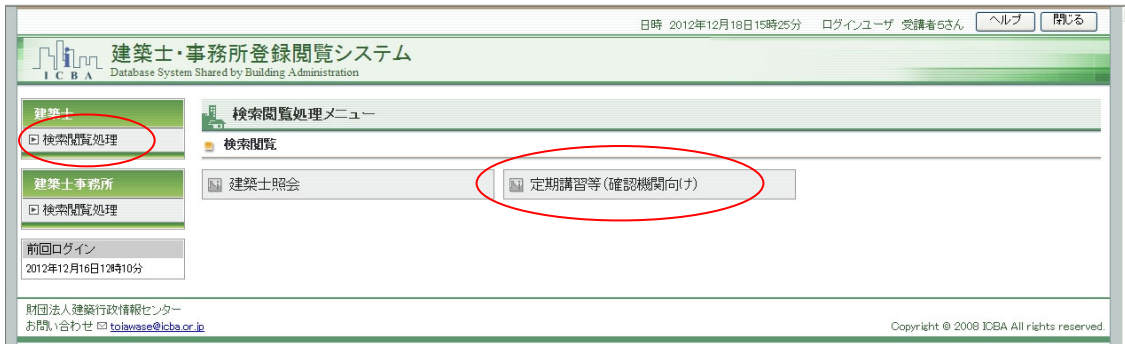 日時 2012年12月18日15時25分 ログインユーザ 受講者5さん ヘルプ 閉じる
ICBA 建築士・事務所登録閲覧システム
Database System Shared by Building Administration
建築士
検索閲覧処理
建築士事務所
検索閲覧処理
前回ログイン
2012年12月16日12時10分
検索閲覧処理メニュー
検索閲覧
建築士照会 定期講習等(確認機関向け)
財団法人建築行政情報センター
お問い合わせ toiawase@icba.or.jp
Copyright © 2008 ICBA All rights reserved.